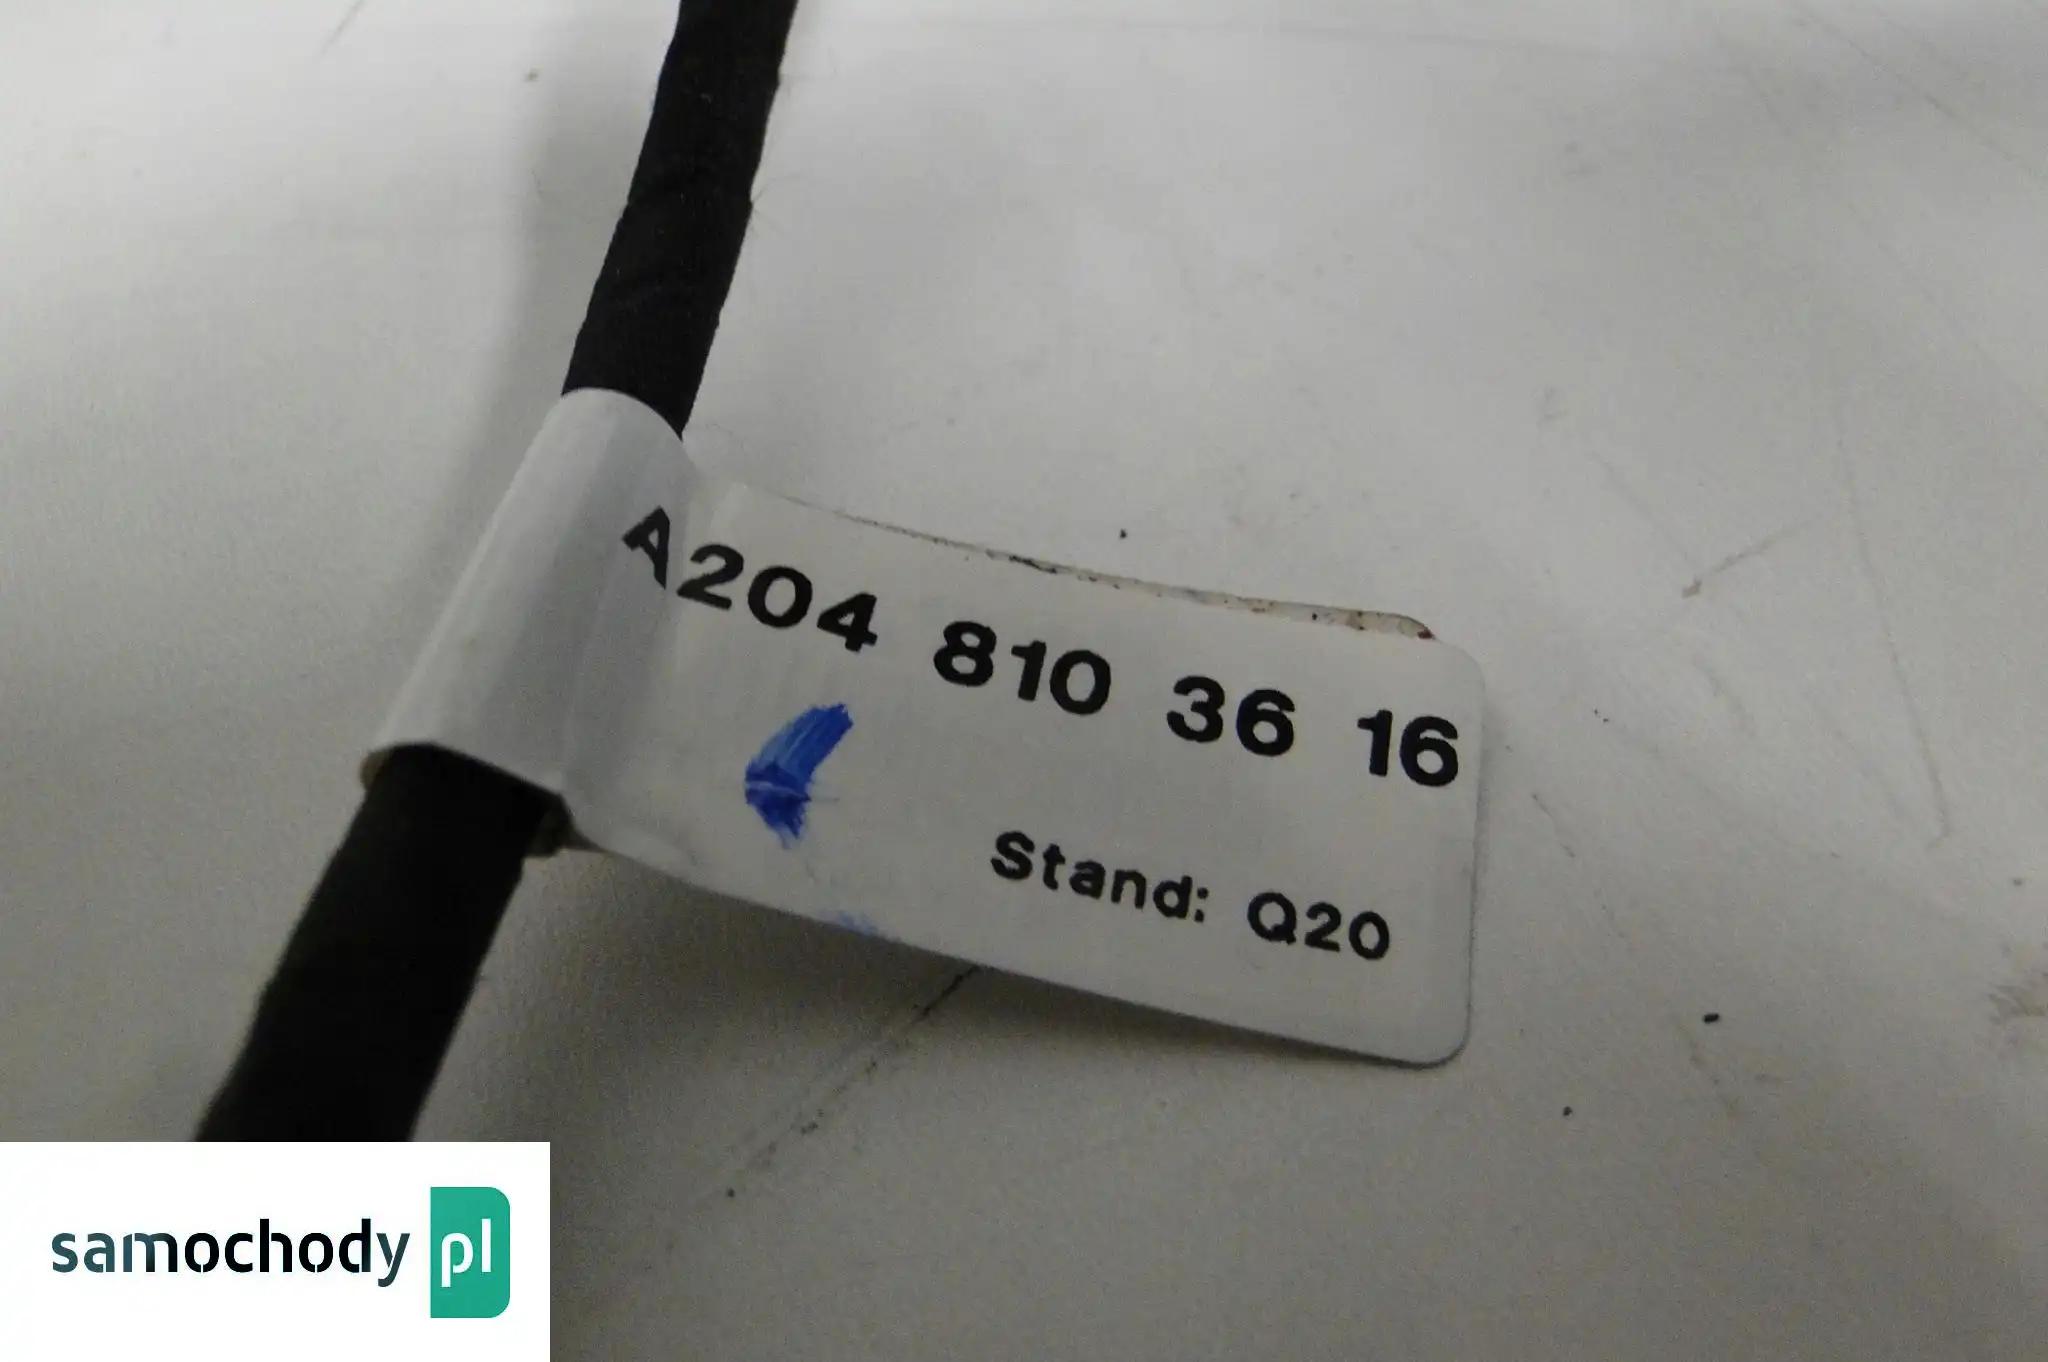 A204 810 36 16
Stand: Q20
samochody pl